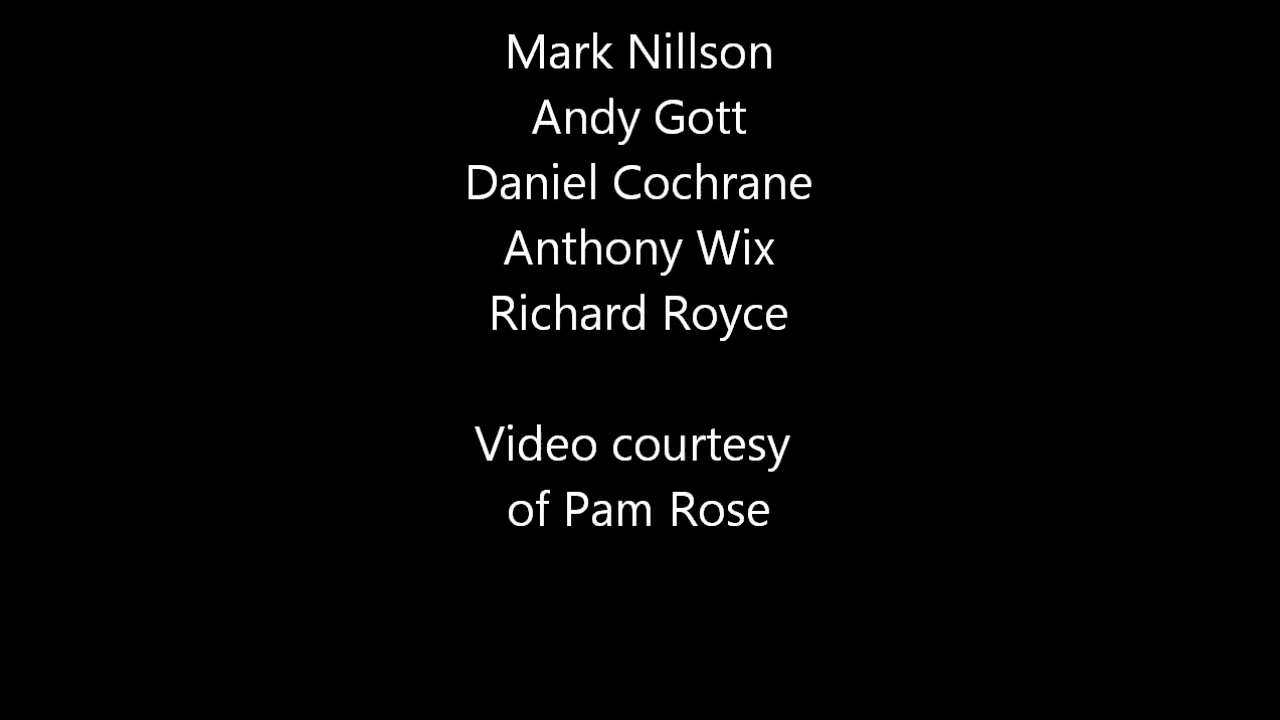 Mark Nillson
Andy Gott
Daniel Cochrane
Anthony Wix
Richard Royce
Video courtesy
of Pam Rose